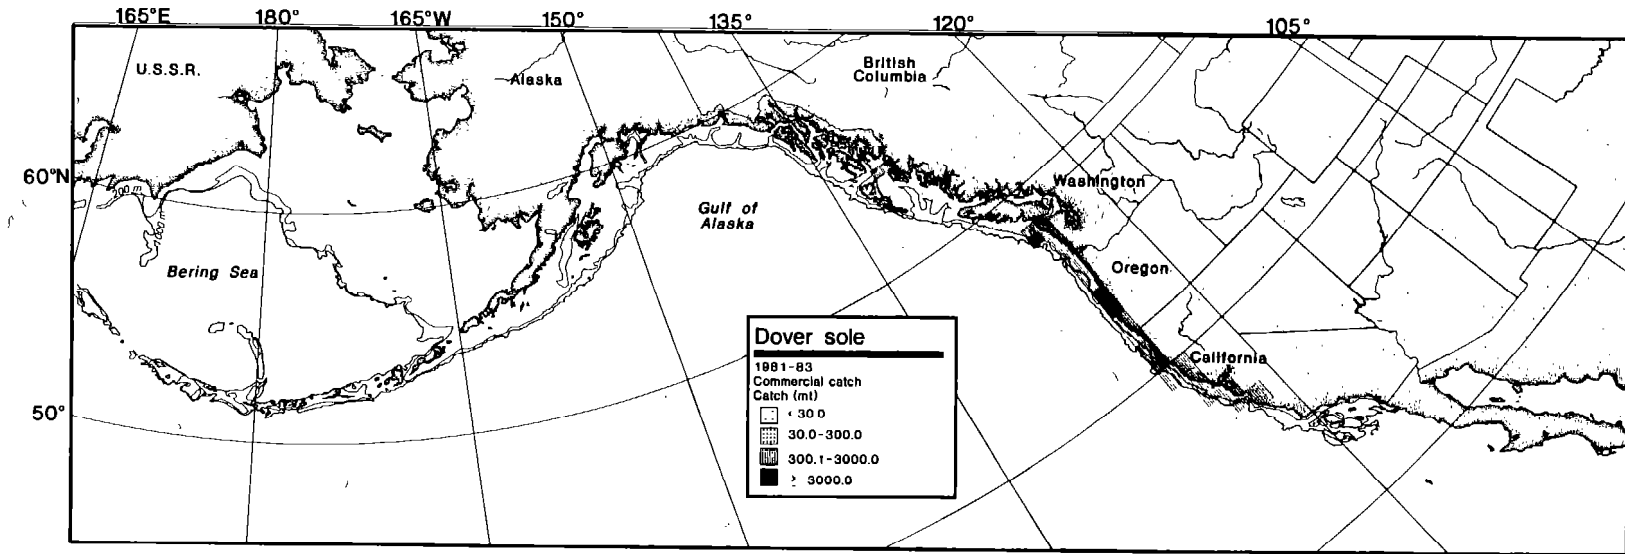 165°E 180° 165°W 150° 135° 120° 105°
U.S.S.R.
Alaska
British
Columbia
60°N
200 m
1000 m
Washington
Gulf of
Alaska
Bering Sea
Oregon
Dover sole
1981-83
Commercial catch
Catch (mt)
< 30.0
30.0-300.0
300.1-3000.0
≥ 3000.0
California
50°